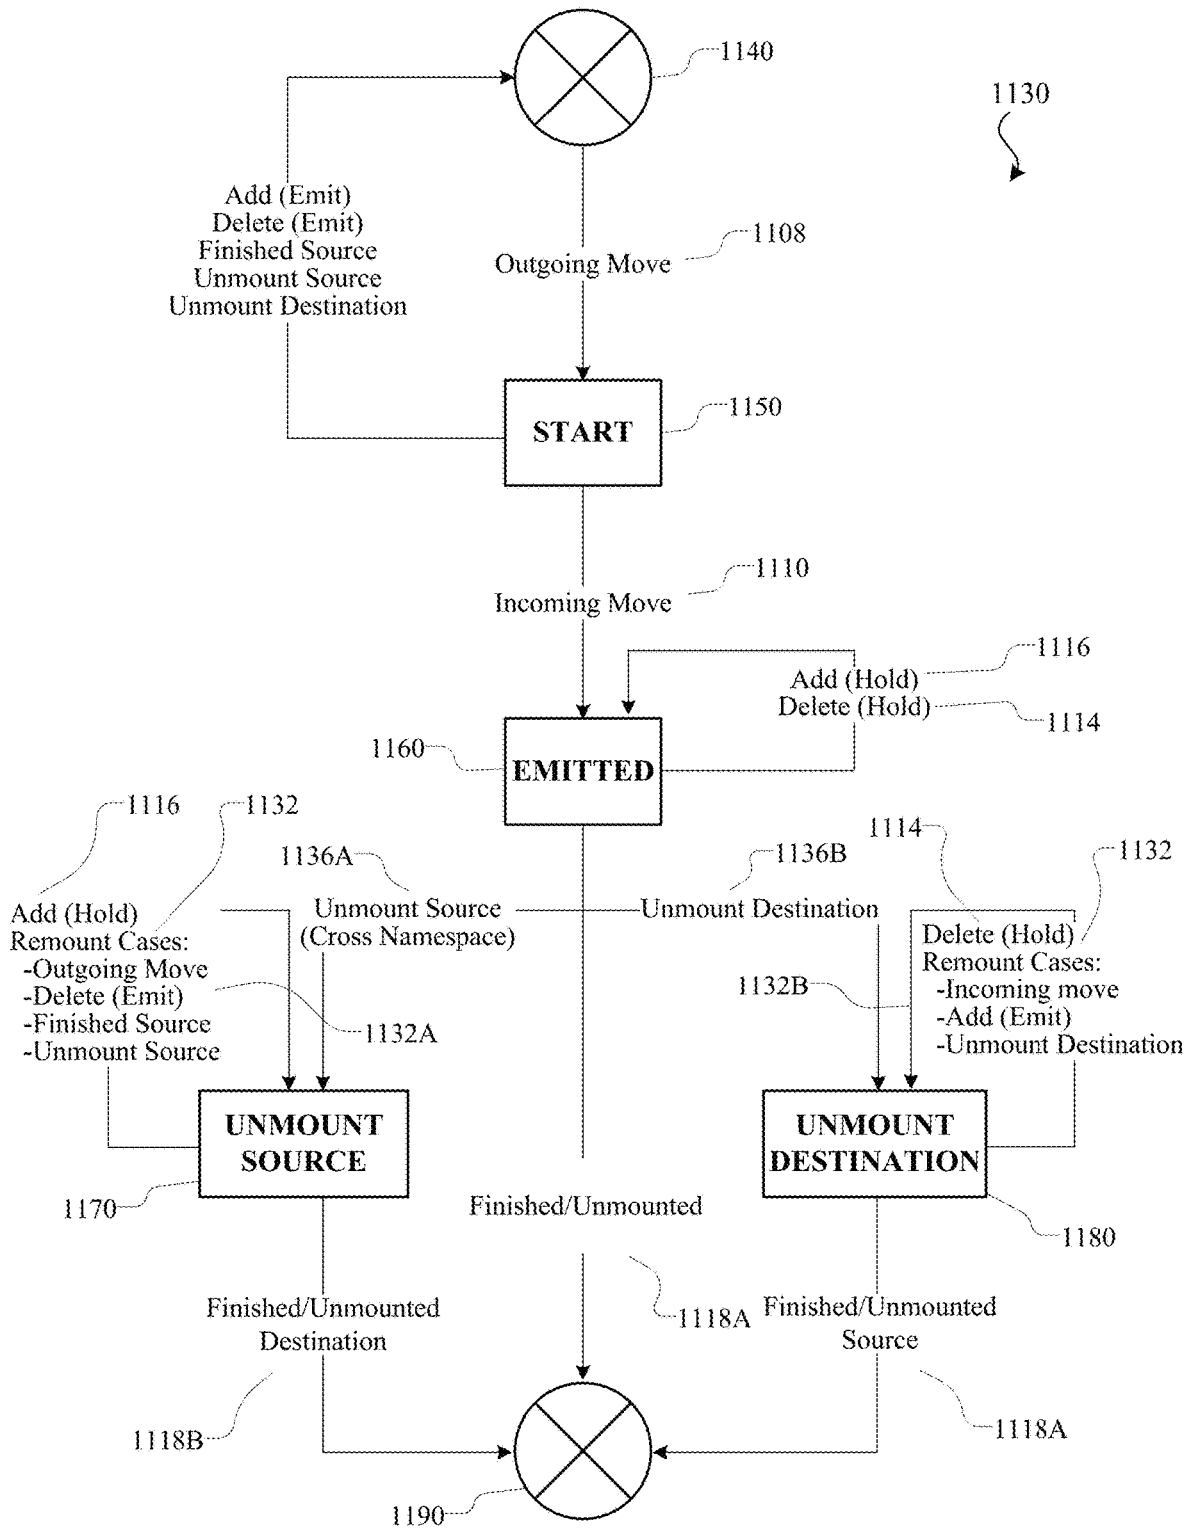 1140
1130
Add (Emit)
Delete (Emit)
Finished Source
Unmount Source
Unmount Destination
1108
Outgoing Move
START
1150
1110
Incoming Move
1116
Add (Hold)
Delete (Hold)
1114
1160
EMITTED
1116
1132
1136A
1136B
1114
1132
Add (Hold)
Remount Cases:
-Outgoing Move
-Delete (Emit)
-Finished Source
-Unmount Source
1132A
Unmount Source
(Cross Namespace)
Unmount Destination
1132B
Delete (Hold)
Remount Cases:
-Incoming move
-Add (Emit)
-Unmount Destination
UNMOUNT
SOURCE
1170
UNMOUNT
DESTINATION
1180
Finished/Unmounted
1118A
Finished/Unmounted
Destination
1118B
Finished/Unmounted
Source
1118A
1190